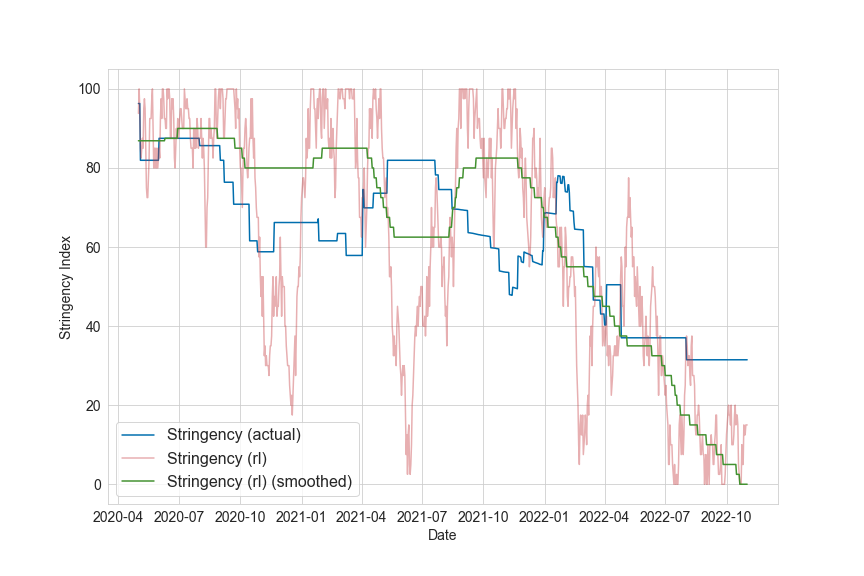 100
80
60
40
20
0
Stringency Index
Stringency (actual)
Stringency (rl)
Stringency (rl) (smoothed)
2020-04 2020-07 2020-10 2021-01 2021-04 2021-07 2021-10 2022-01 2022-04 2022-07 2022-10
Date